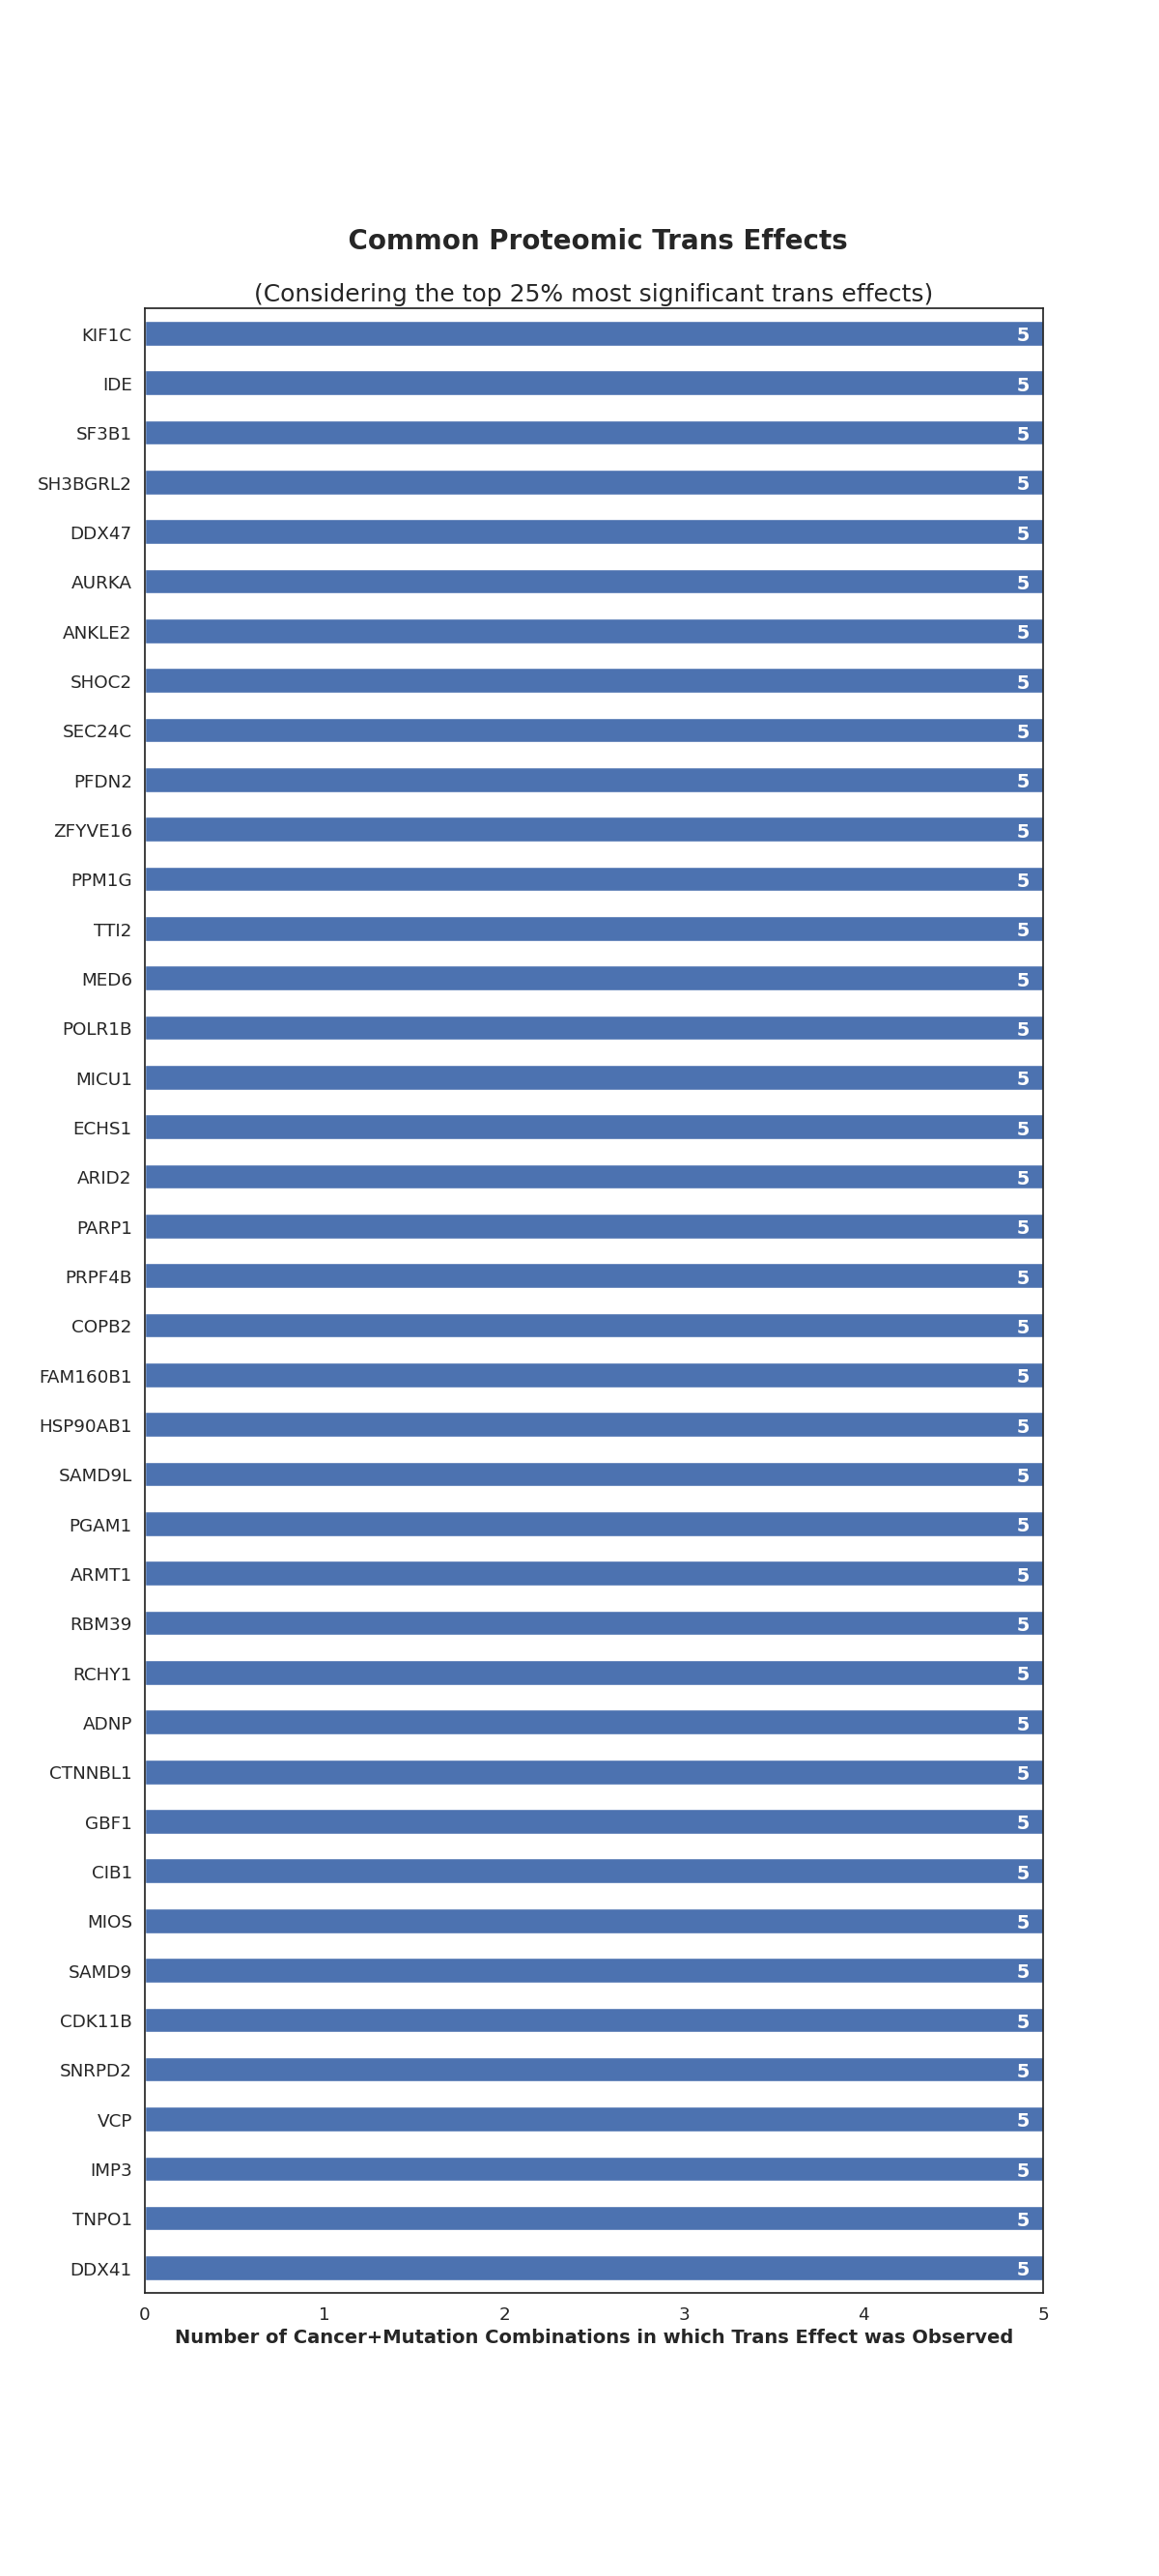 Common Proteomic Trans Effects
(Considering the top 25% most significant trans effects)
KIF1C 5
IDE 5
SF3B1 5
SH3BGRL2 5
DDX47 5
AURKA 5
ANKLE2 5
SHOC2 5
SEC24C 5
PFDN2 5
ZFYVE16 5
PPM1G 5
TTI2 5
MED6 5
POLR1B 5
MICU1 5
ECHS1 5
ARID2 5
PARP1 5
PRPF4B 5
COPB2 5
FAM160B1 5
HSP90AB1 5
SAMD9L 5
PGAM1 5
ARMT1 5
RBM39 5
RCHY1 5
ADNP 5
CTNNBL1 5
GBF1 5
CIB1 5
MIOS 5
SAMD9 5
CDK11B 5
SNRPD2 5
VCP 5
IMP3 5
TNPO1 5
DDX41 5
0 1 2 3 4 5
Number of Cancer+Mutation Combinations in which Trans Effect was Observed